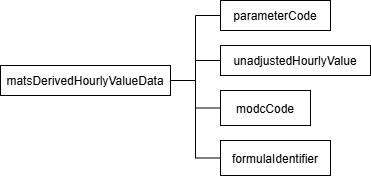 parameterCode
unadjustedHourlyValue
matsDerivedHourlyValueData
modcCode
formulaIdentifier